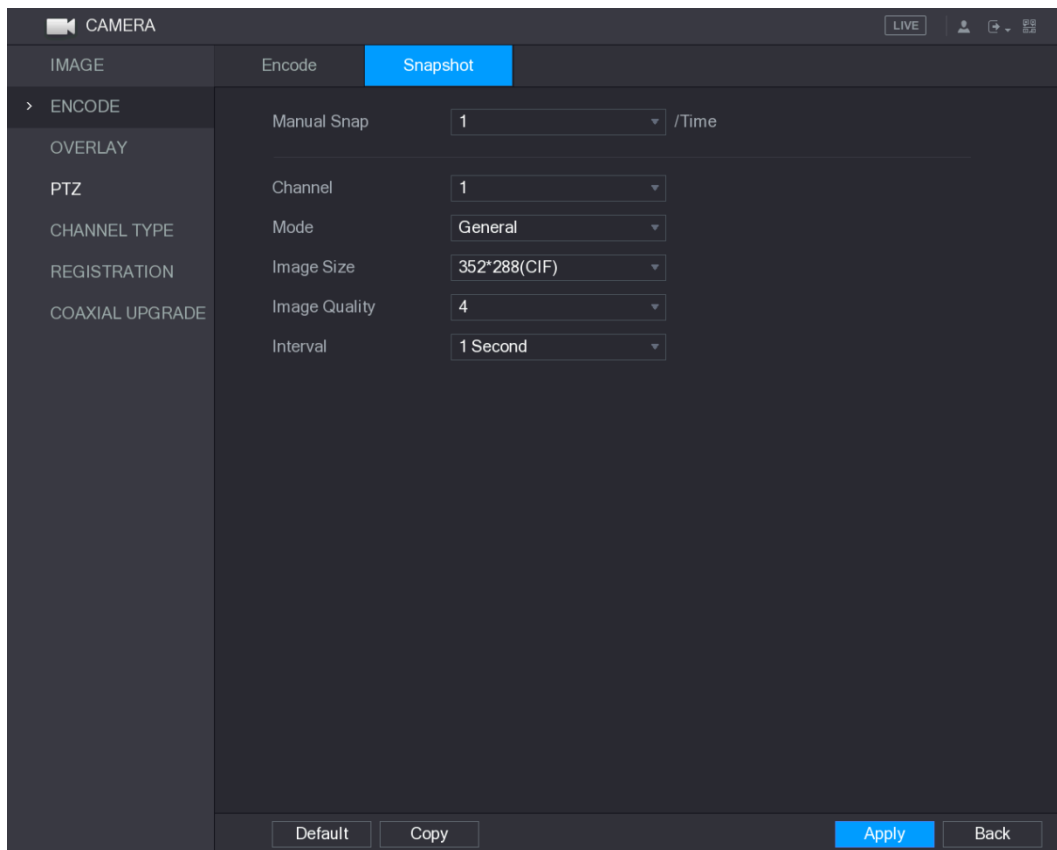 CAMERA
LIVE
IMAGE
ENCODE
OVERLAY
PTZ
CHANNEL TYPE
REGISTRATION
COAXIAL UPGRADE
Encode Snapshot
Manual Snap 1 /Time
Channel 1
Mode General
Image Size 352*288(CIF)
Image Quality 4
Interval 1 Second
Default Copy Apply Back